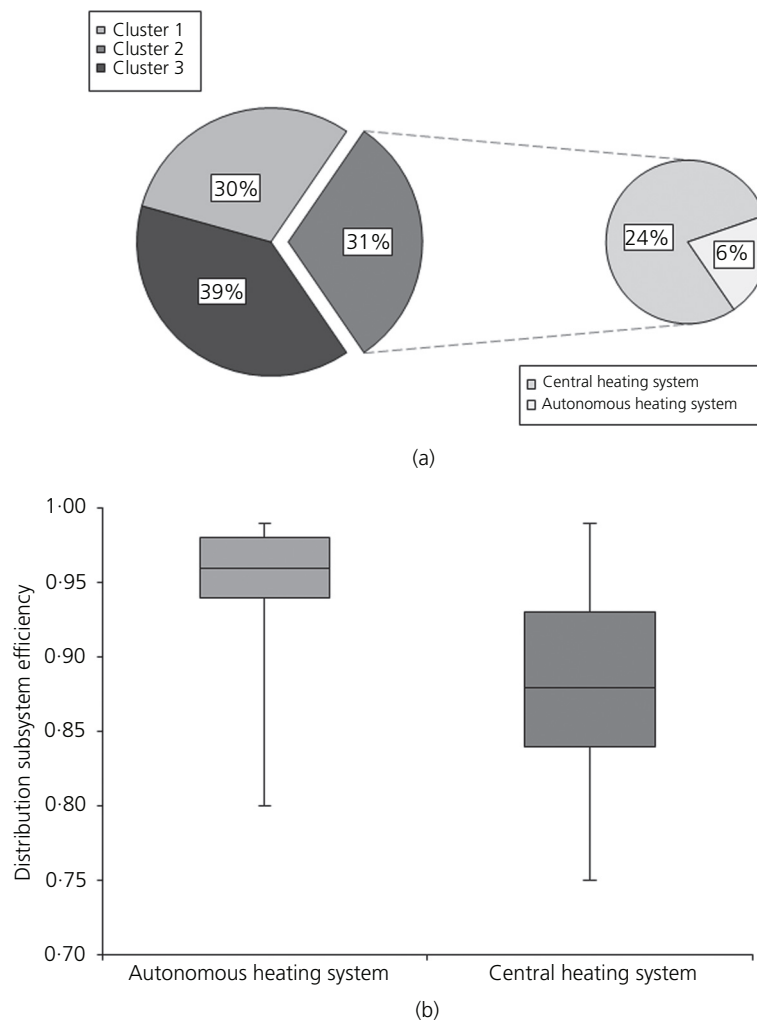 Cluster 1
Cluster 2
Cluster 3
30%
31%
39%
24%
6%
Central heating system
Autonomous heating system
(a)
Distribution subsystem efficiency
1·00
0·95
0·90
0·85
0·80
0·75
0·70
Autonomous heating system
Central heating system
(b)